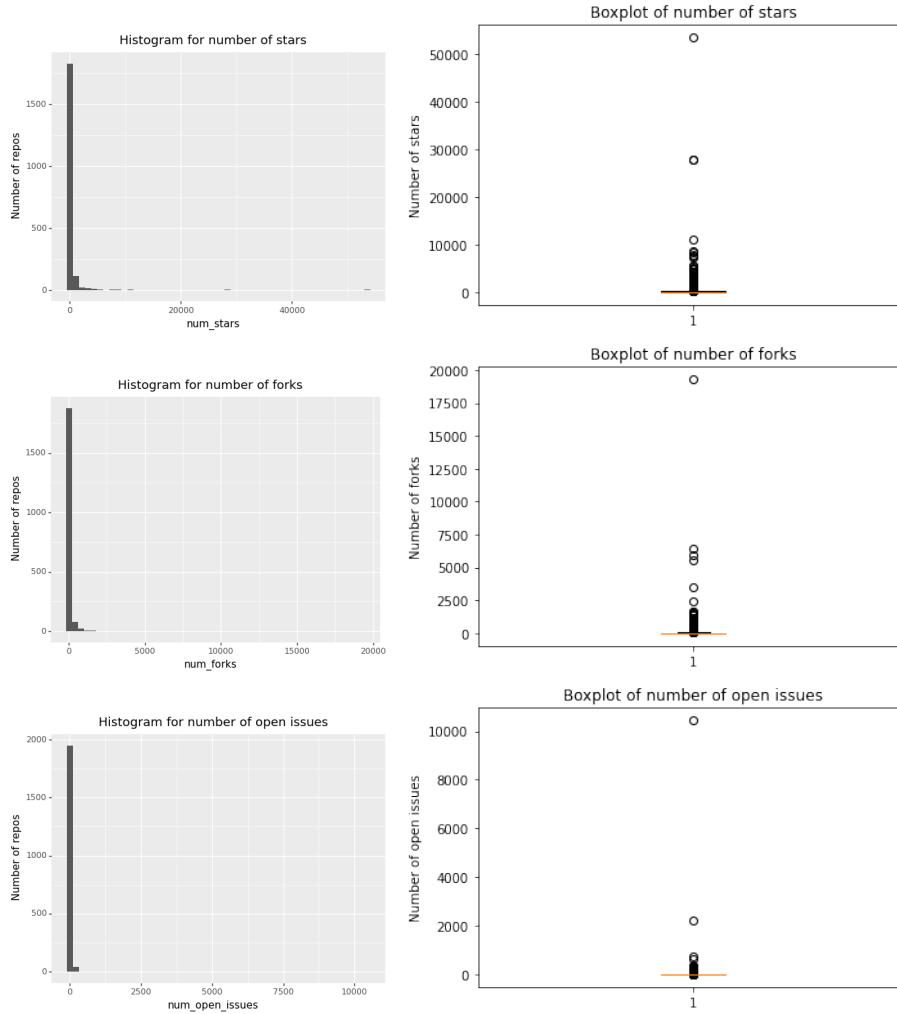 Histogram for number of stars
Number of repos
1500
1000
500
0
0 20000 40000
num_stars
Boxplot of number of stars
Number of stars
50000
40000
30000
20000
10000
0
1
Histogram for number of forks
Number of repos
1500
1000
500
0
0 5000 10000 15000 20000
num_forks
Boxplot of number of forks
Number of forks
20000
17500
15000
12500
10000
7500
5000
2500
0
1
Histogram for number of open issues
Number of repos
2000
1500
1000
500
0
0 2500 5000 7500 10000
num_open_issues
Boxplot of number of open issues
Number of open issues
10000
8000
6000
4000
2000
0
1